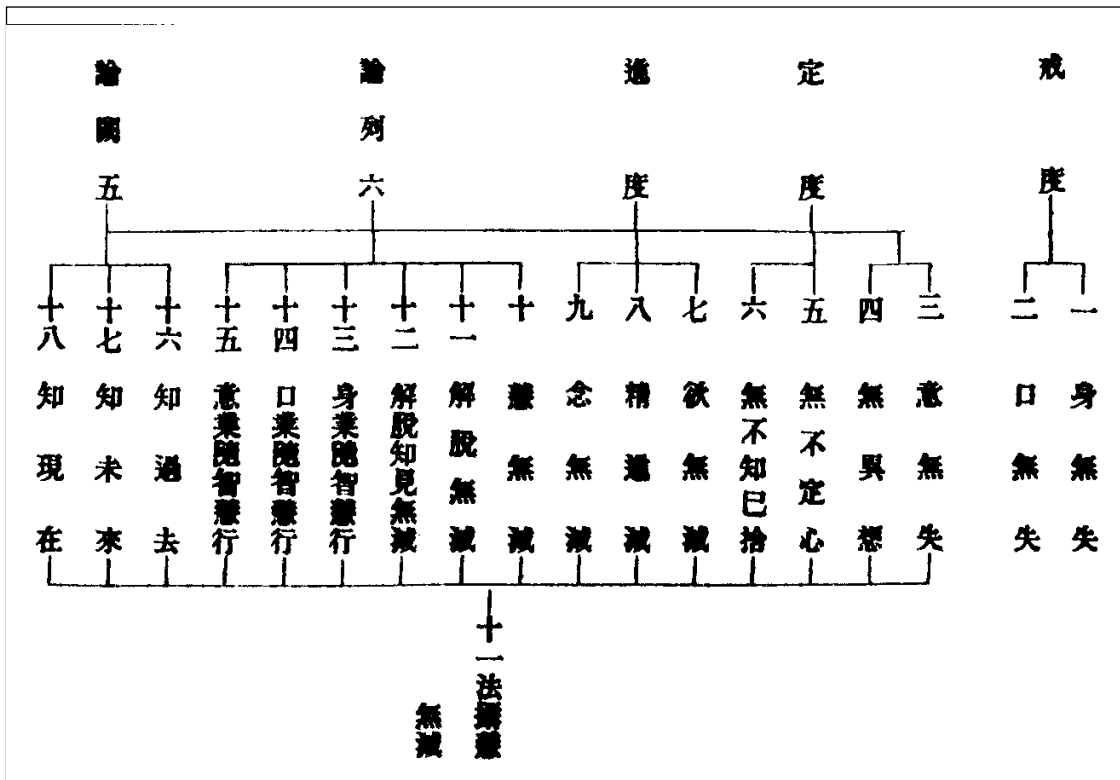 戒度
定度
進度
論列六
論闕五
一 身無失
二 口無失
三 意無失
四 無異想
五 無不定心
六 無不知已捨
七 欲無減
八 精進無減
九 念無減
十 慧無減
十一 解脫無減
十二 解脫知見無減
十三 身業隨智慧行
十四 口業隨智慧行
十五 意業隨智慧行
十六 知過去
十七 知未來
十八 知現在
十一法攝慧
無減